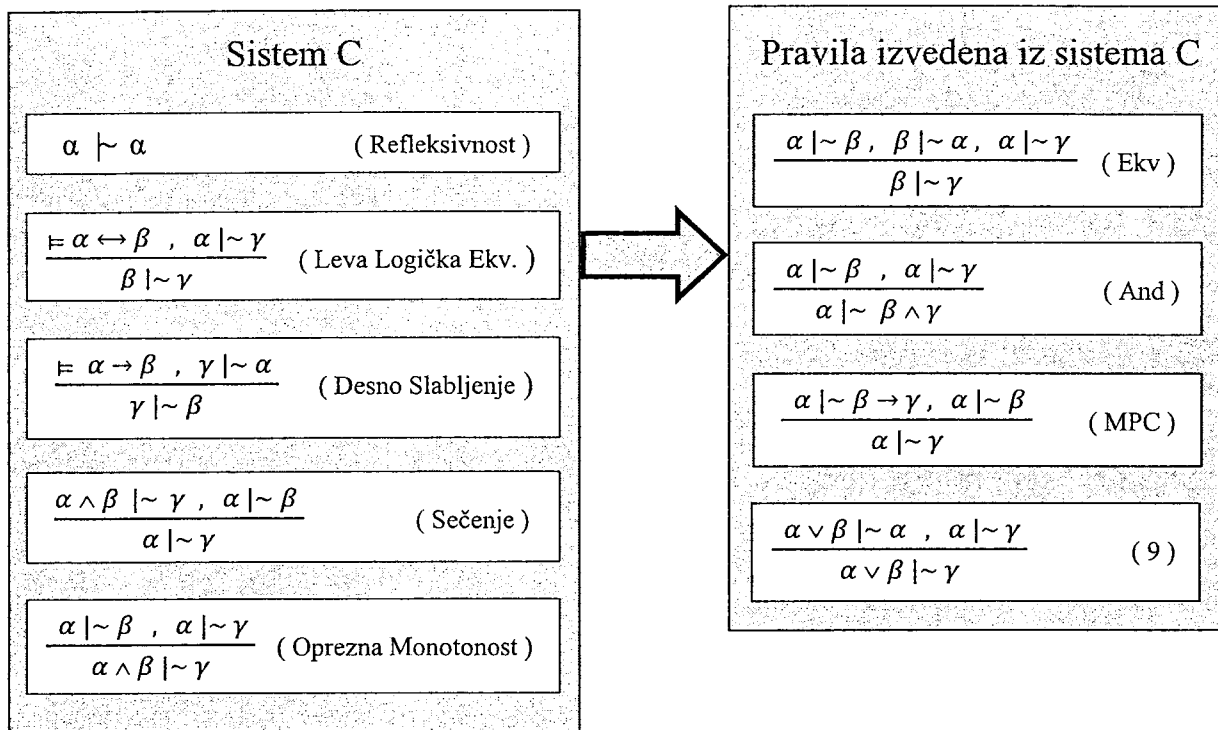 Sistem C
α |~ α ( Refleksivnost )
⊨ α ↔ β , α |~ γ
β |~ γ
( Leva Logička Ekv. )
⊨ α → β , γ |~ α
γ |~ β
( Desno Slabljenje )
α ∧ β |~ γ , α |~ β
α |~ γ
( Sečenje )
α |~ β , α |~ γ
α ∧ β |~ γ
( Oprezna Monotonost )
Pravila izvedena iz sistema C
α |~ β , β |~ α, α |~ γ
β |~ γ
( Ekv )
α |~ β , α |~ γ
α |~ β ∧ γ
( And )
α |~ β → γ, α |~ β
α |~ γ
( MPC )
α ∨ β |~ α , α |~ γ
α ∨ β |~ γ
( 9 )